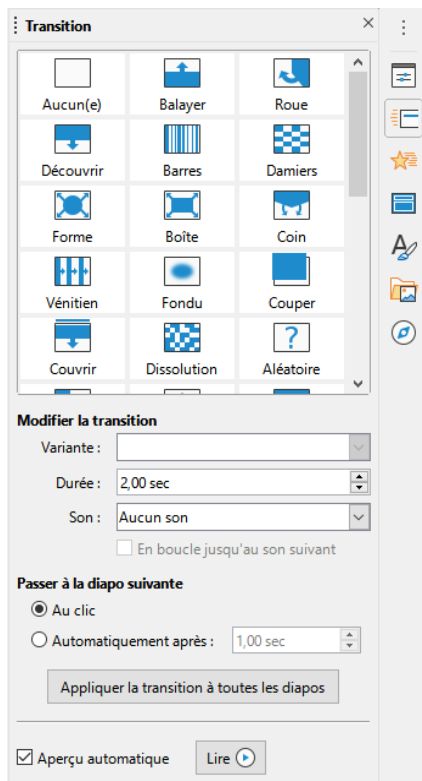 Transition
Aucun(e) Balayer Roue
Découvrir Barres Damiers
Forme Boîte Coin
Vénitien Fondu Couper
Couvrir Dissolution Aléatoire
Modifier la transition
Variante :
Durée : 2,00 sec
Son : Aucun son
En boucle jusqu'au son suivant
Passer à la diapo suivante
Au clic
Automatiquement après : 1,00 sec
Appliquer la transition à toutes les diapos
Aperçu automatique Lire